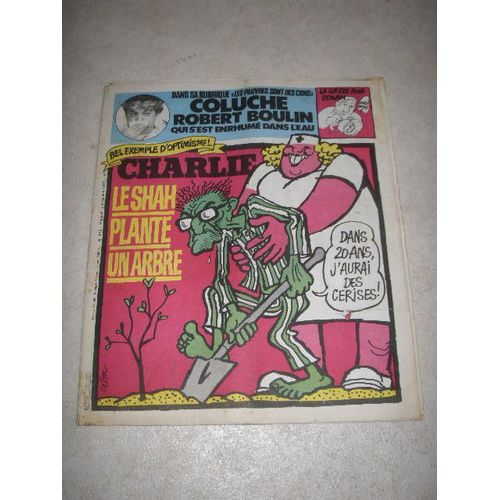 DANS SA RUBRIQUE «LES PAUVRES SONT DES CONS»
COLUCHE
ROBERT BOULIN
QUI S'EST ENRHUMÉ DANS L'EAU
BEL EXEMPLE D'OPTIMISME!
CHARLIE
LE SHAH
PLANTE
UN ARBRE
DANS
20 ANS,
J'AURAI
DES
CERISES!